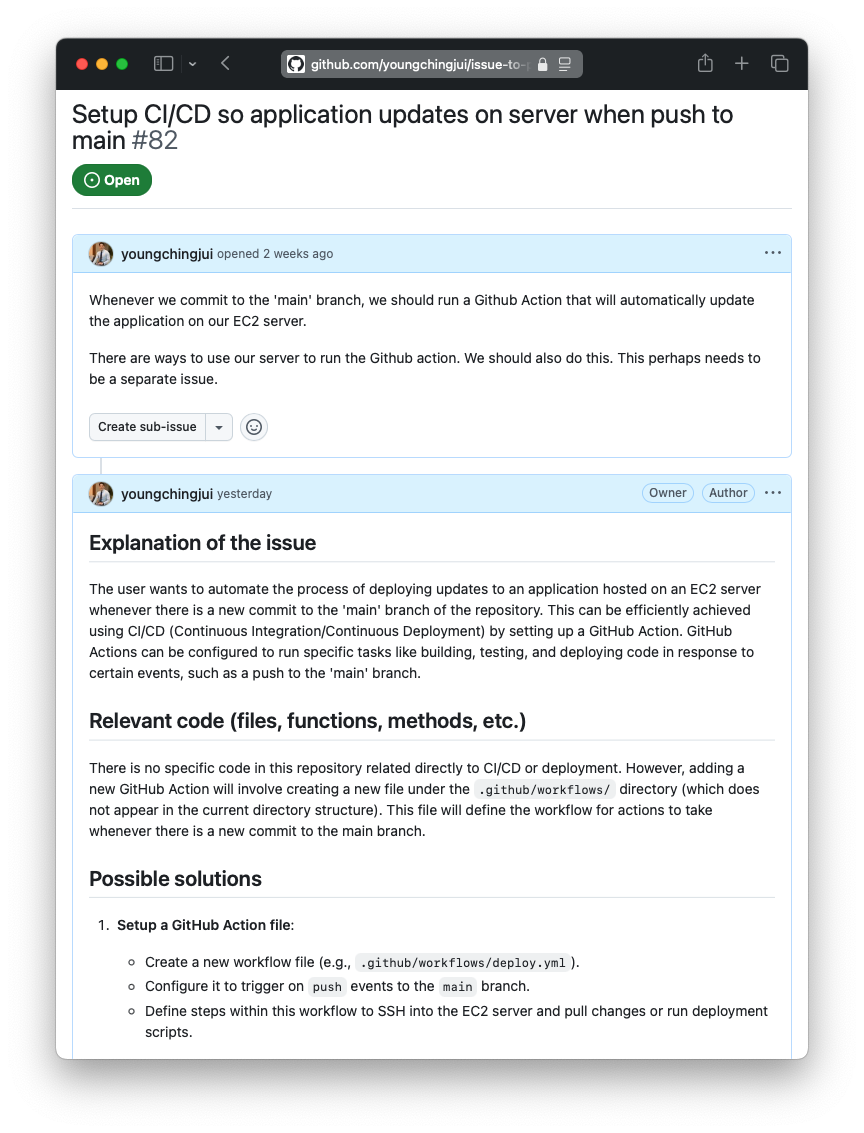 github.com/youngchingjui/issue-to-
Setup CI/CD so application updates on server when push to
main #82
Open
youngchingjui opened 2 weeks ago
Whenever we commit to the 'main' branch, we should run a Github Action that will automatically update
the application on our EC2 server.
There are ways to use our server to run the Github action. We should also do this. This perhaps needs to
be a separate issue.
Create sub-issue
youngchingjui yesterday
Owner
Author
Explanation of the issue
The user wants to automate the process of deploying updates to an application hosted on an EC2 server
whenever there is a new commit to the 'main' branch of the repository. This can be efficiently achieved
using CI/CD (Continuous Integration/Continuous Deployment) by setting up a GitHub Action. GitHub
Actions can be configured to run specific tasks like building, testing, and deploying code in response to
certain events, such as a push to the 'main' branch.
Relevant code (files, functions, methods, etc.)
There is no specific code in this repository related directly to CI/CD or deployment. However, adding a
new GitHub Action will involve creating a new file under the .github/workflows/ directory (which does
not appear in the current directory structure). This file will define the workflow for actions to take
whenever there is a new commit to the main branch.
Possible solutions
1. Setup a GitHub Action file:
Create a new workflow file (e.g., .github/workflows/deploy.yml ).
Configure it to trigger on push events to the main branch.
Define steps within this workflow to SSH into the EC2 server and pull changes or run deployment
scripts.